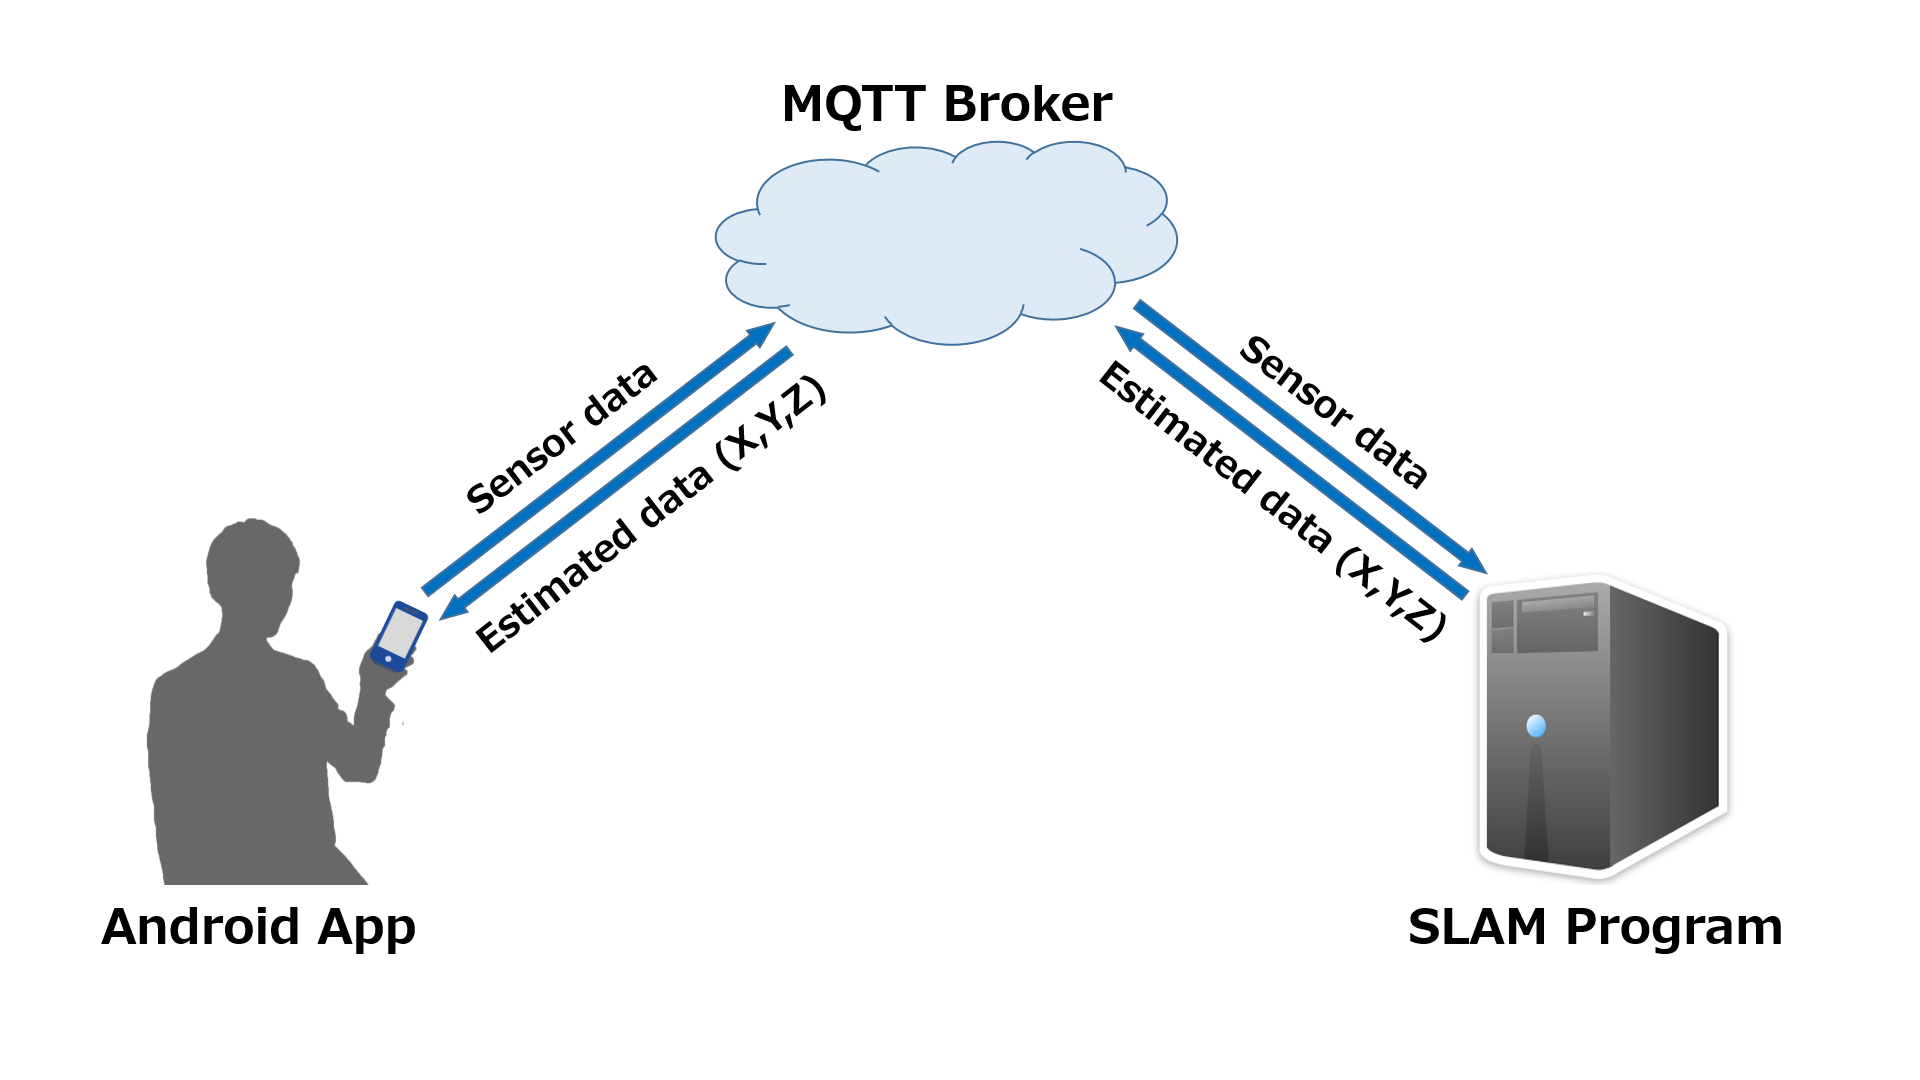 MQTT Broker
Sensor data
Estimated data (X,Y,Z)
Sensor data
Estimated data (X,Y,Z)
Android App
SLAM Program